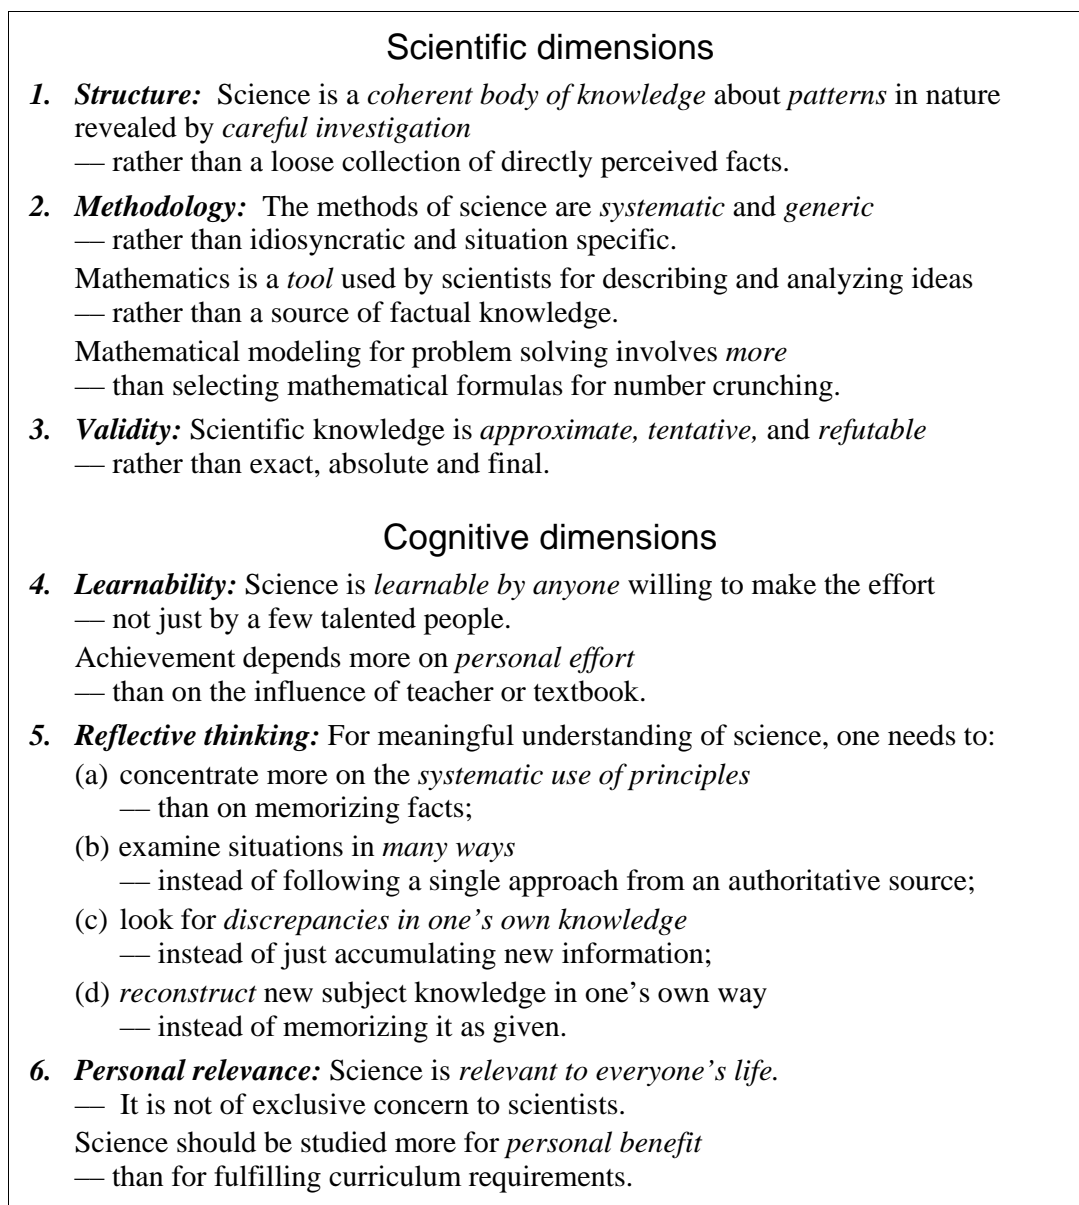 Scientific dimensions
1. Structure: Science is a coherent body of knowledge about patterns in nature
revealed by careful investigation
— rather than a loose collection of directly perceived facts.
2. Methodology: The methods of science are systematic and generic
— rather than idiosyncratic and situation specific.
Mathematics is a tool used by scientists for describing and analyzing ideas
— rather than a source of factual knowledge.
Mathematical modeling for problem solving involves more
— than selecting mathematical formulas for number crunching.
3. Validity: Scientific knowledge is approximate, tentative, and refutable
— rather than exact, absolute and final.
Cognitive dimensions
4. Learnability: Science is learnable by anyone willing to make the effort
— not just by a few talented people.
Achievement depends more on personal effort
— than on the influence of teacher or textbook.
5. Reflective thinking: For meaningful understanding of science, one needs to:
(a) concentrate more on the systematic use of principles
— than on memorizing facts;
(b) examine situations in many ways
— instead of following a single approach from an authoritative source;
(c) look for discrepancies in one's own knowledge
— instead of just accumulating new information;
(d) reconstruct new subject knowledge in one's own way
— instead of memorizing it as given.
6. Personal relevance: Science is relevant to everyone's life.
— It is not of exclusive concern to scientists.
Science should be studied more for personal benefit
— than for fulfilling curriculum requirements.